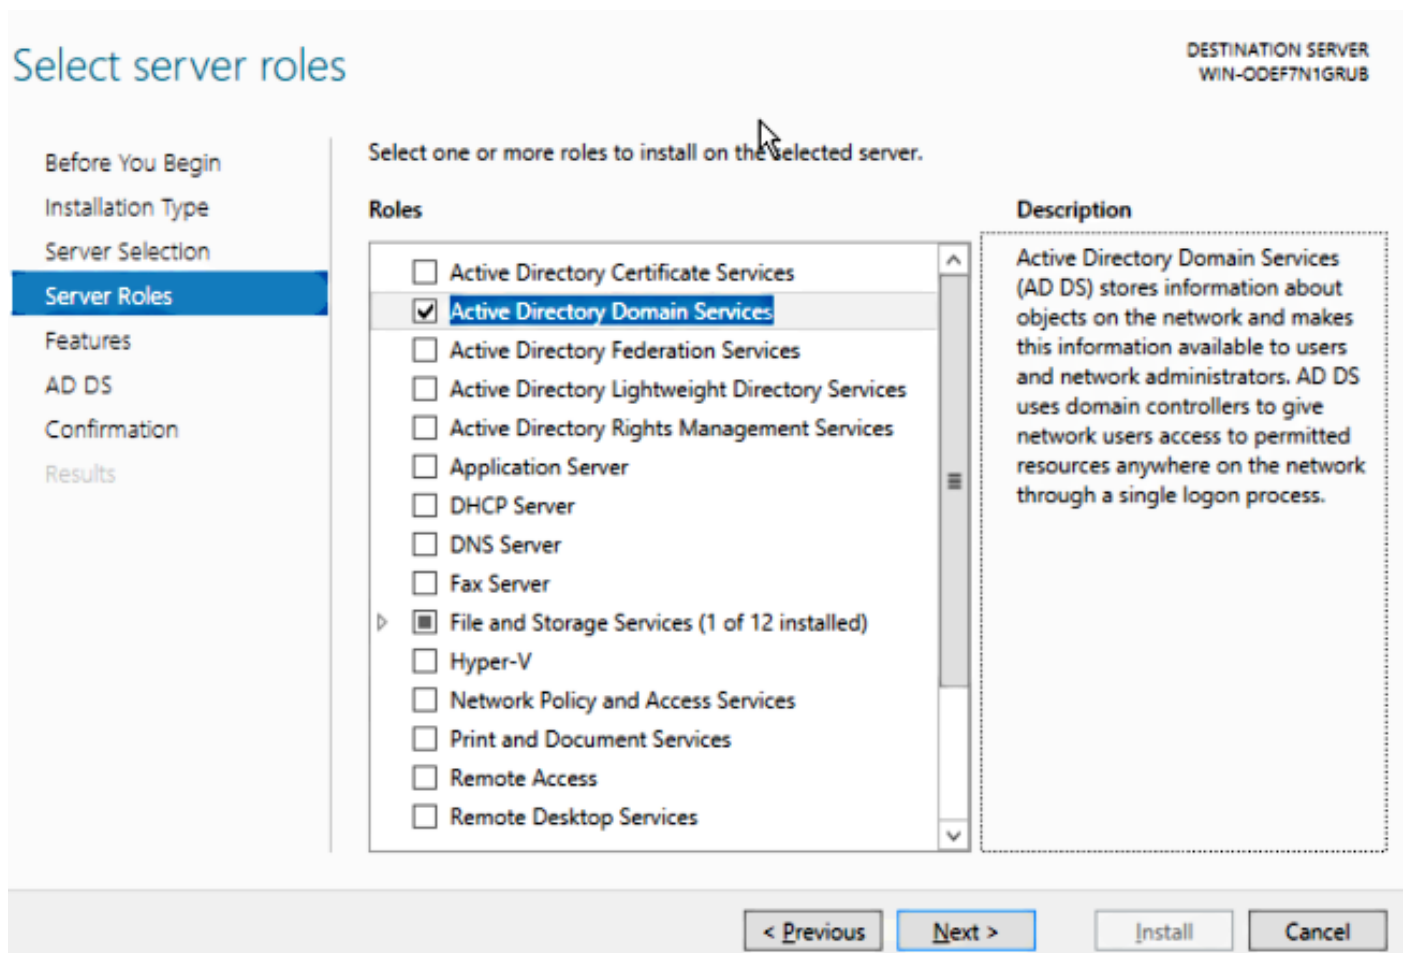 Select server roles
DESTINATION SERVER
WIN-ODEF7N1GRUB
Before You Begin
Installation Type
Server Selection
Server Roles
Features
AD DS
Confirmation
Results
Select one or more roles to install on the selected server.
Roles
Active Directory Certificate Services
Active Directory Domain Services
Active Directory Federation Services
Active Directory Lightweight Directory Services
Active Directory Rights Management Services
Application Server
DHCP Server
DNS Server
Fax Server
File and Storage Services (1 of 12 installed)
Hyper-V
Network Policy and Access Services
Print and Document Services
Remote Access
Remote Desktop Services
Description
Active Directory Domain Services
(AD DS) stores information about
objects on the network and makes
this information available to users
and network administrators. AD DS
uses domain controllers to give
network users access to permitted
resources anywhere on the network
through a single logon process.
< Previous
Next >
Install
Cancel